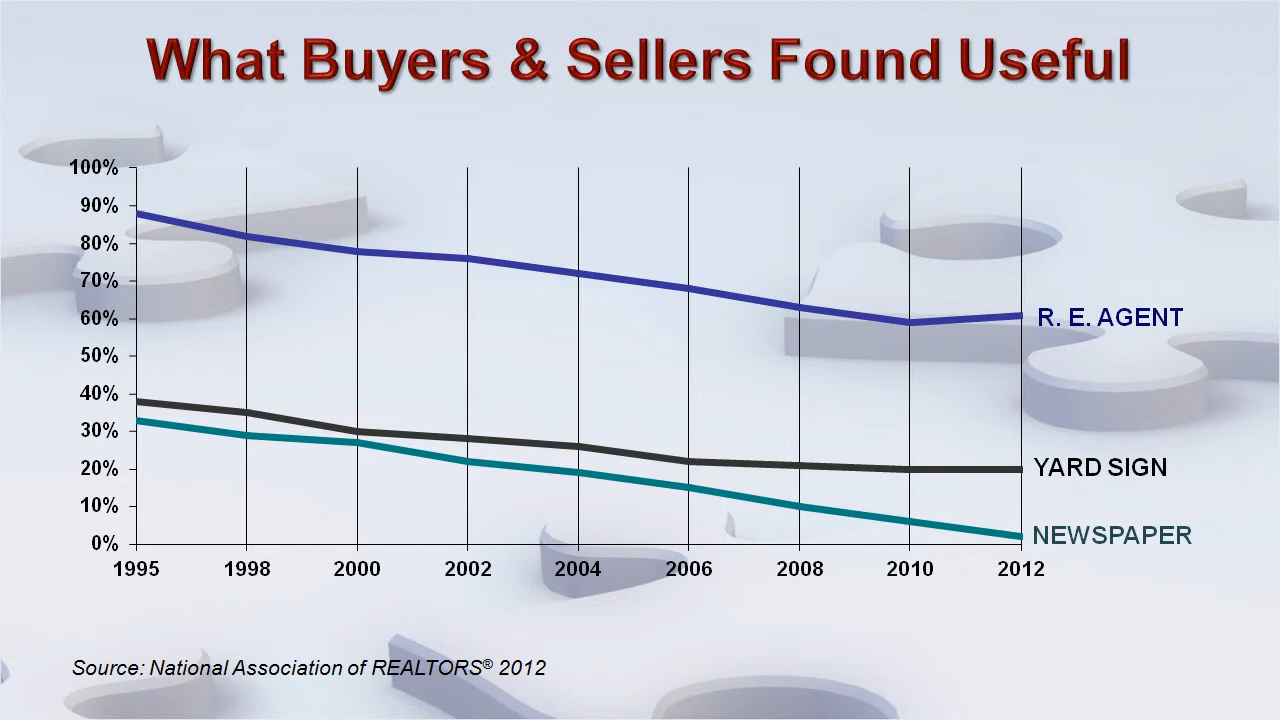 What Buyers & Sellers Found Useful
100%
90%
80%
70%
60%
50%
40%
30%
20%
10%
0%
R. E. AGENT
YARD SIGN
NEWSPAPER
1995 1998 2000 2002 2004 2006 2008 2010 2012
Source: National Association of REALTORS® 2012